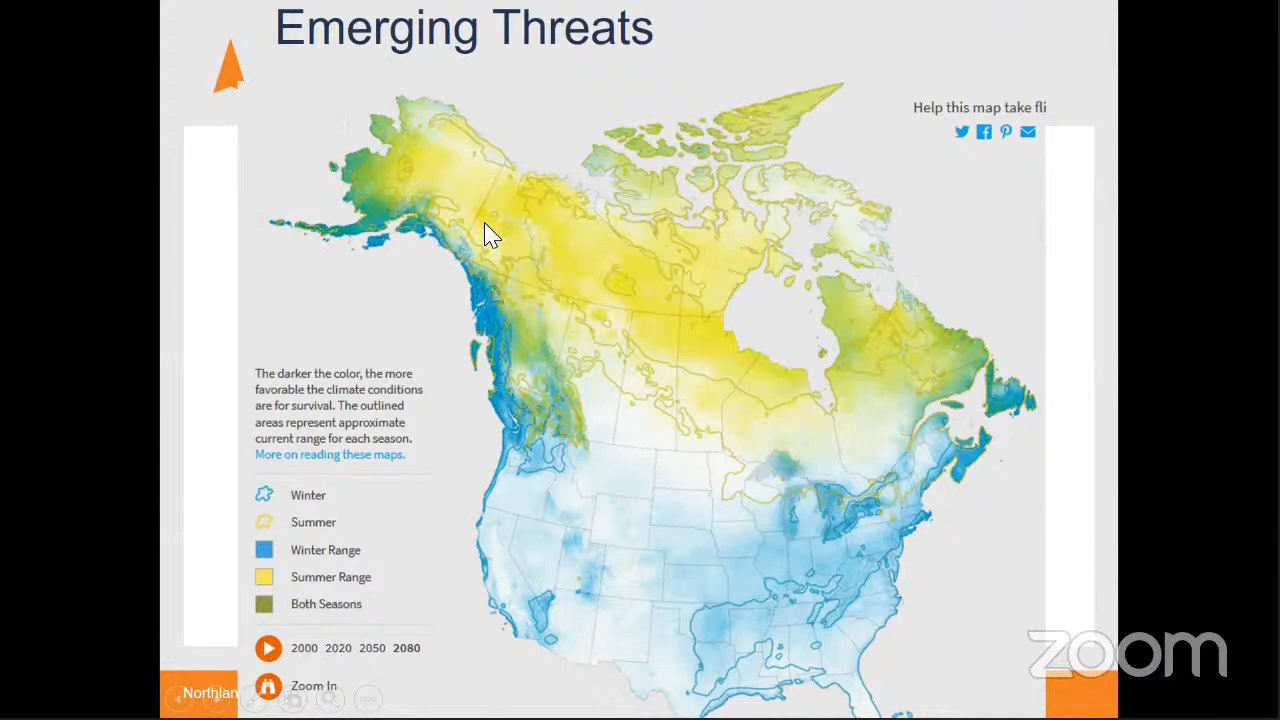 Emerging Threats
Help this map take fli
The darker the color, the more
favorable the climate conditions
are for survival. The outlined
areas represent approximate
current range for each season.
More on reading these maps.
Winter
Summer
Winter Range
Summer Range
Both Seasons
2000 2020 2050 2080
Zoom In
Northlan
zoom